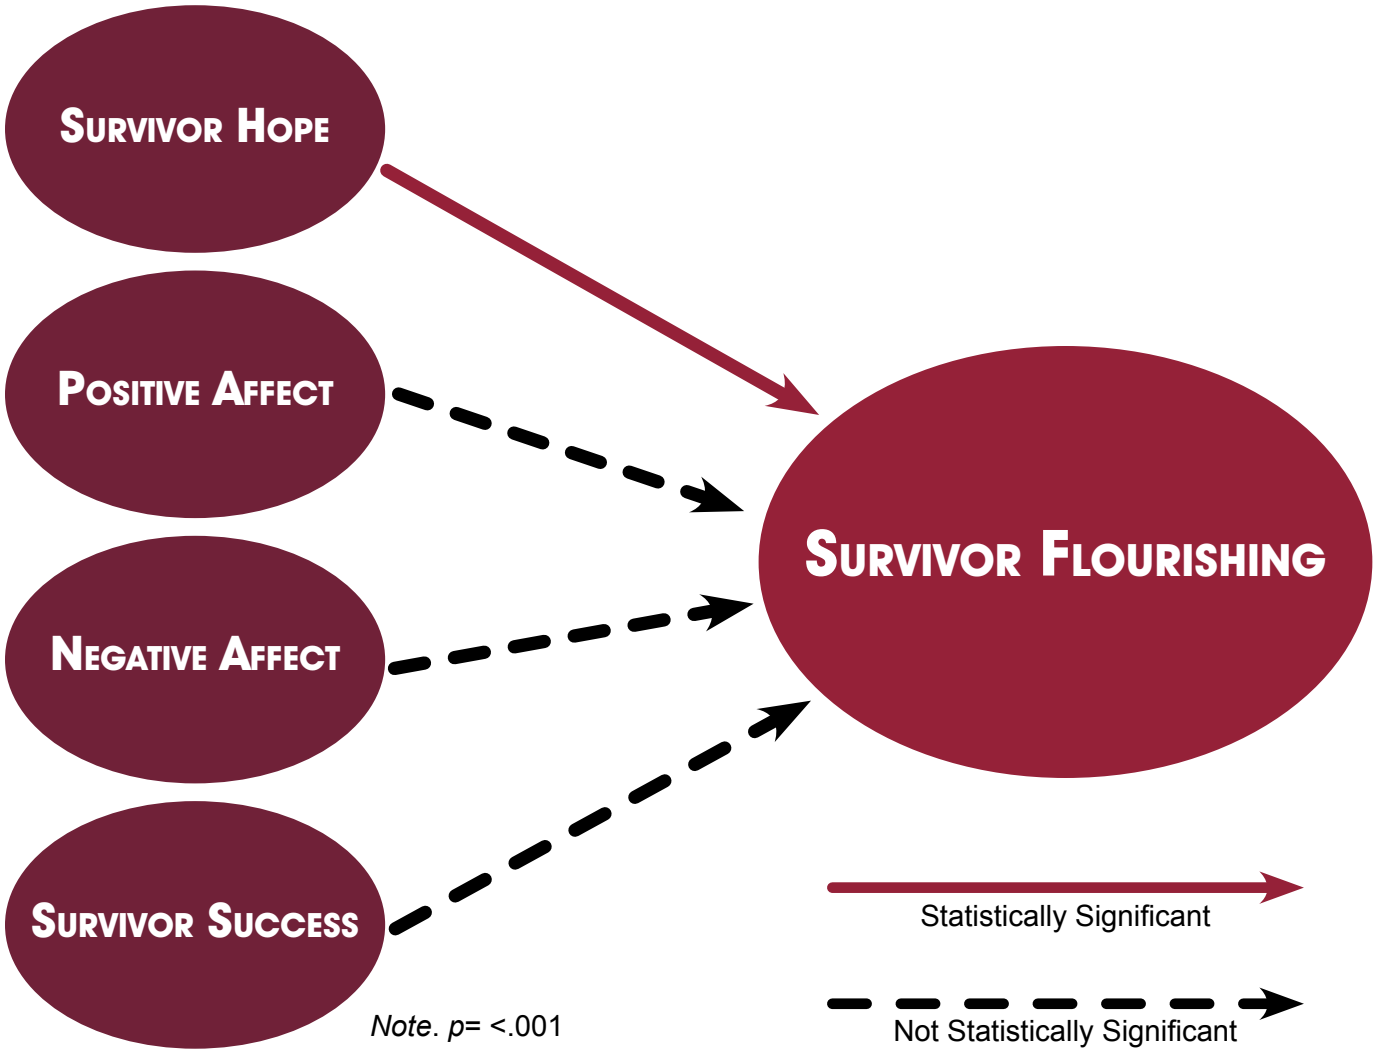 SURVIVOR HOPE
POSITIVE AFFECT
NEGATIVE AFFECT
SURVIVOR FLOURISHING
SURVIVOR SUCCESS
Statistically Significant
Note. p= <.001
Not Statistically Significant